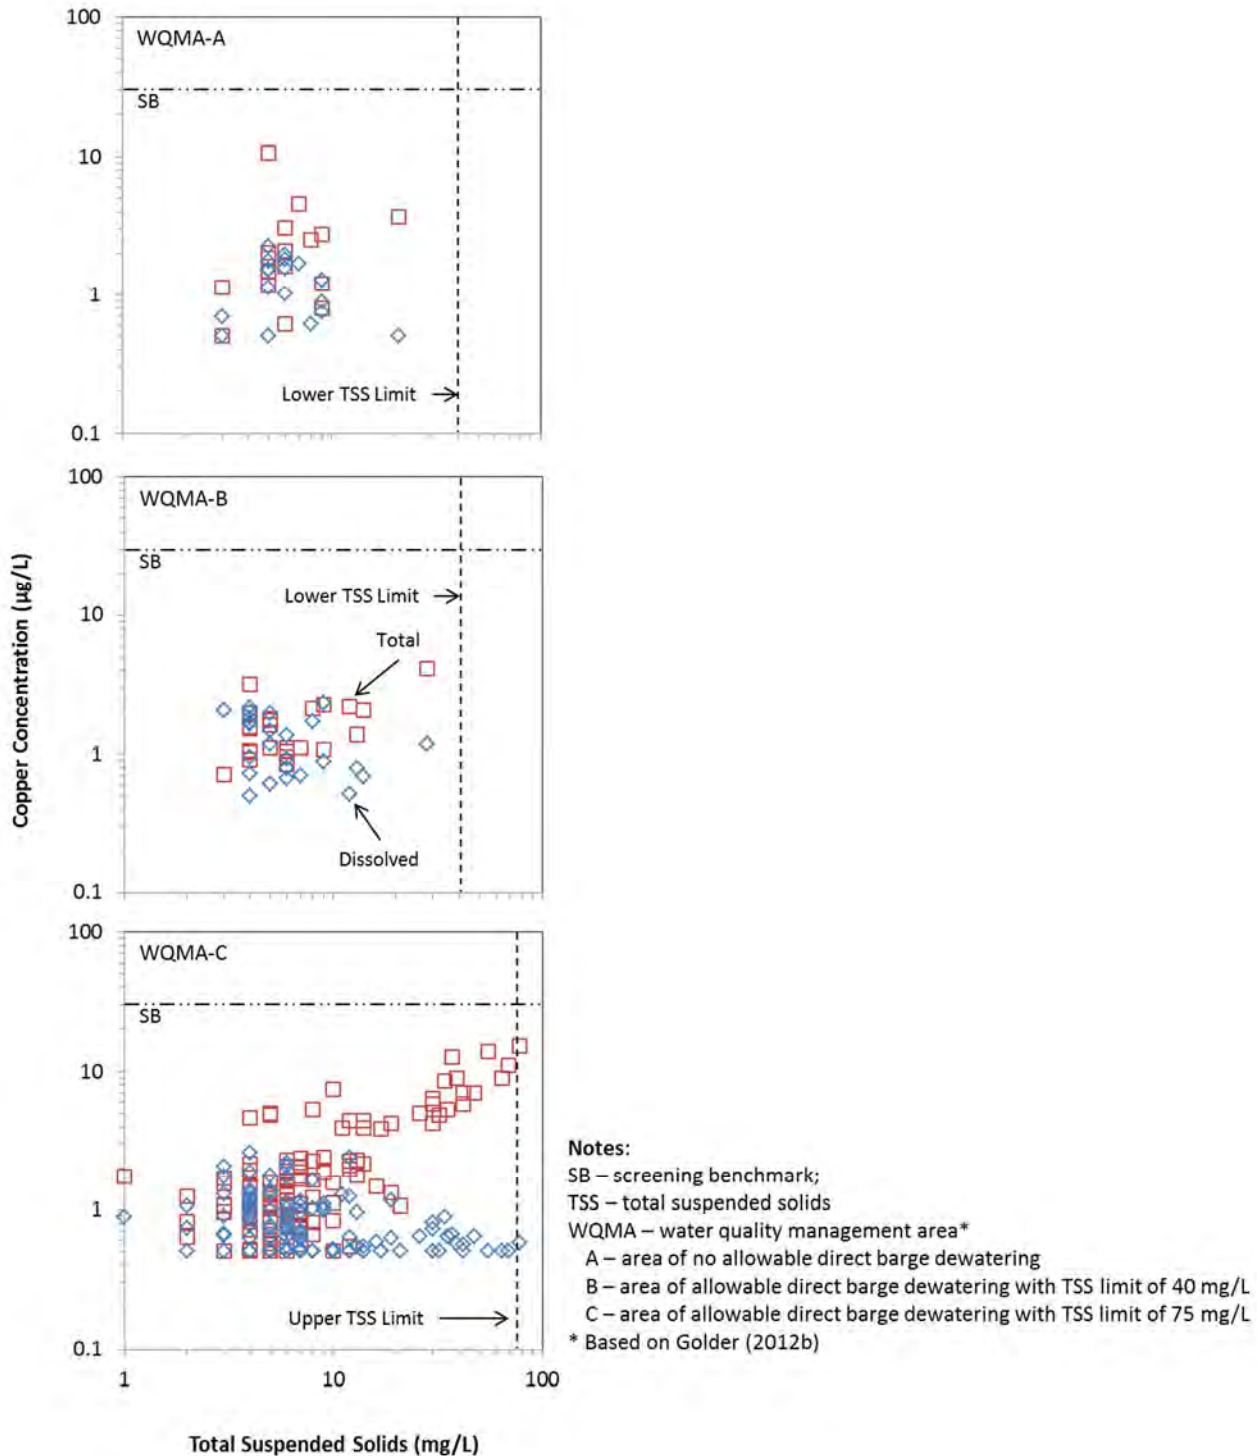 100
WQMA-A
SB
10
1
Lower TSS Limit
0.1
1
10
100
100
WQMA-B
SB
Lower TSS Limit
10
Total
1
Dissolved
0.1
Copper Concentration (µg/L)
100
WQMA-C
SB
10
1
Upper TSS Limit
0.1
1
10
100
Total Suspended Solids (mg/L)
Notes:
SB – screening benchmark;
TSS – total suspended solids
WQMA – water quality management area*
A – area of no allowable direct barge dewatering
B – area of allowable direct barge dewatering with TSS limit of 40 mg/L
C – area of allowable direct barge dewatering with TSS limit of 75 mg/L
* Based on Golder (2012b)